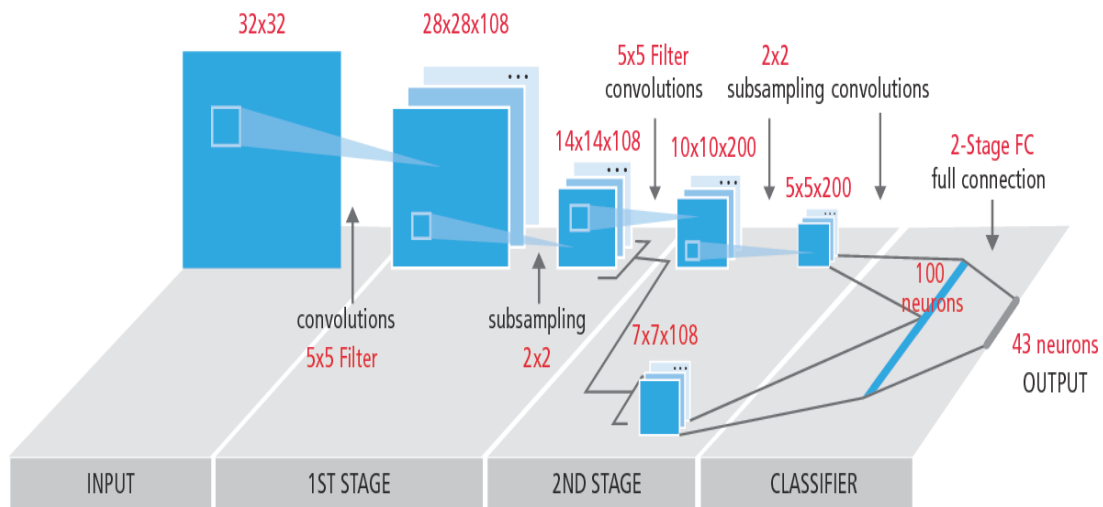 32x32
28x28x108
5x5 Filter
convolutions
2x2
subsampling
convolutions
14x14x108
10x10x200
5x5x200
2-Stage FC
full connection
convolutions
5x5 Filter
subsampling
2x2
7x7x108
100
neurons
43 neurons
OUTPUT
INPUT
1ST STAGE
2ND STAGE
CLASSIFIER